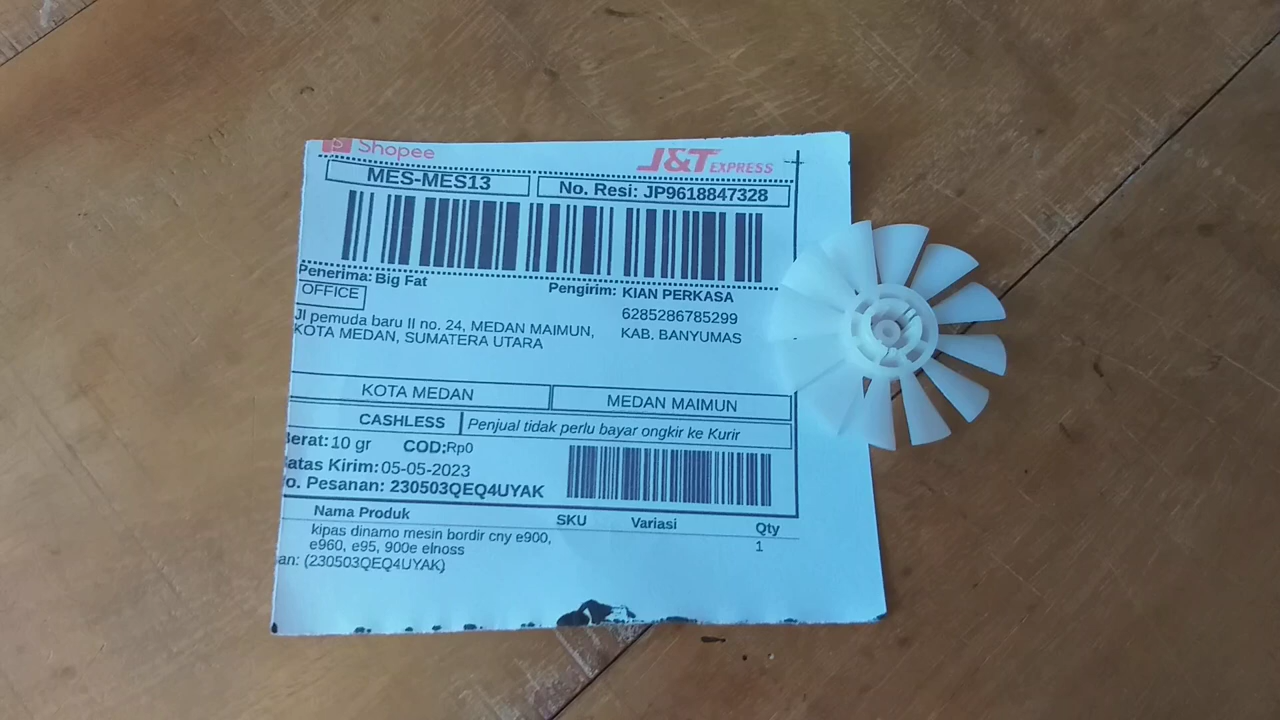 Shopee
J&T EXPRESS
MES-MES13
No. Resi: JP9618847328
Penerima: Big Fat
Pengirim: KIAN PERKASA
OFFICE
6285286785299
Jl pemuda baru II no. 24, MEDAN MAIMUN,
KAB. BANYUMAS
KOTA MEDAN, SUMATERA UTARA
KOTA MEDAN
MEDAN MAIMUN
CASHLESS
Penjual tidak perlu bayar ongkir ke Kurir
Berat: 10 gr COD:Rp0
atas Kirim: 05-05-2023
o. Pesanan: 230503QEQ4UYAK
Nama Produk SKU Variasi Qty
kipas dinamo mesin bordir cny e900, 1
e960, e95, 900e elnoss
an: (230503QEQ4UYAK)